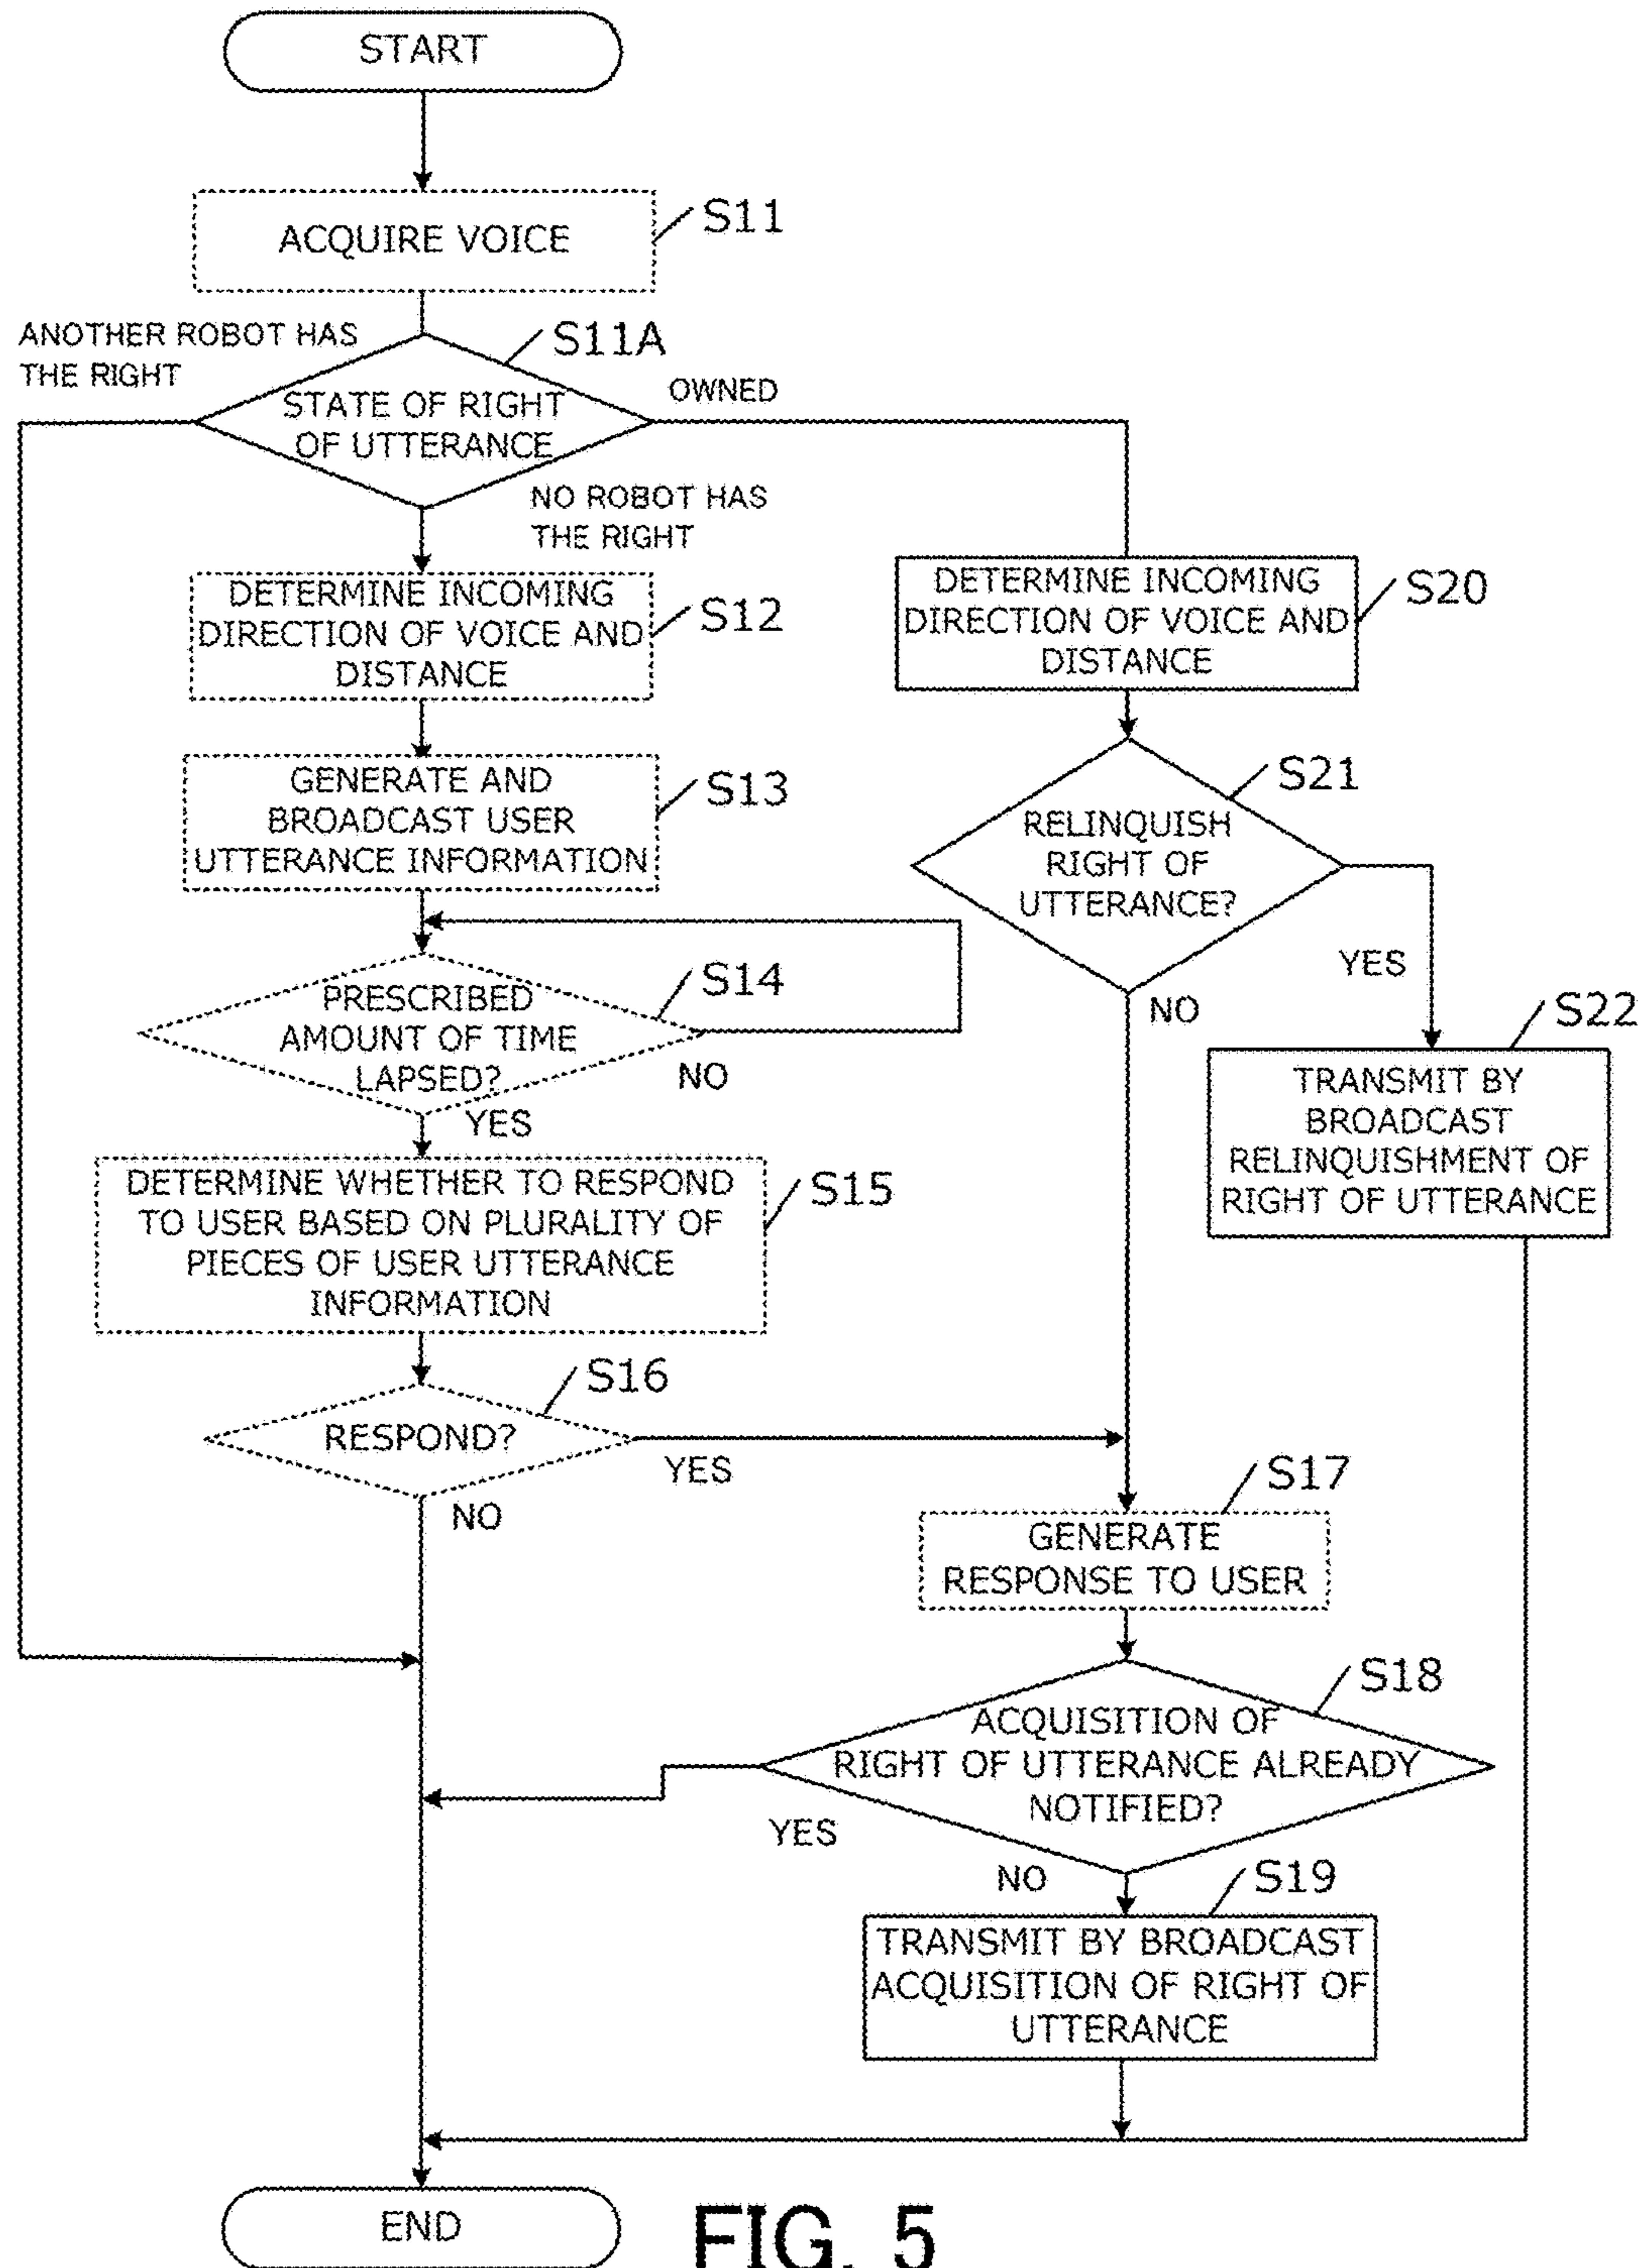 START
ACQUIRE VOICE
S11
ANOTHER ROBOT HAS
THE RIGHT
S11A
STATE OF RIGHT
OF UTTERANCE
OWNED
NO ROBOT HAS
THE RIGHT
DETERMINE INCOMING
DIRECTION OF VOICE AND
DISTANCE
S12
DETERMINE INCOMING
DIRECTION OF VOICE AND
DISTANCE
S20
GENERATE AND
BROADCAST USER
UTTERANCE INFORMATION
S13
RELINQUISH
RIGHT OF
UTTERANCE?
S21
YES
NO
PRESCRIBED
AMOUNT OF TIME
LAPSED?
S14
NO
YES
TRANSMIT BY
BROADCAST
RELINQUISHMENT OF
RIGHT OF UTTERANCE
S22
DETERMINE WHETHER TO RESPOND
TO USER BASED ON PLURALITY OF
PIECES OF USER UTTERANCE
INFORMATION
S15
RESPOND?
S16
YES
NO
GENERATE
RESPONSE TO USER
S17
ACQUISITION OF
RIGHT OF UTTERANCE ALREADY
NOTIFIED?
S18
YES
NO
TRANSMIT BY BROADCAST
ACQUISITION OF RIGHT OF
UTTERANCE
S19
END
FIG. 5